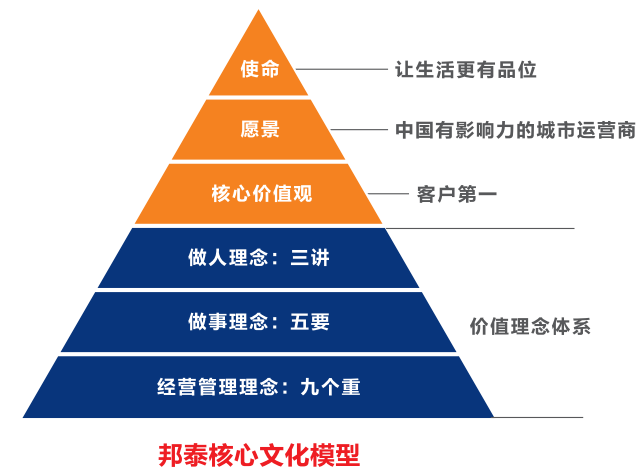 使命
让生活更有品位
愿景
中国有影响力的城市运营商
核心价值观
客户第一
做人理念：三讲
做事理念：五要
价值理念体系
经营管理理念：九个重
邦泰核心文化模型